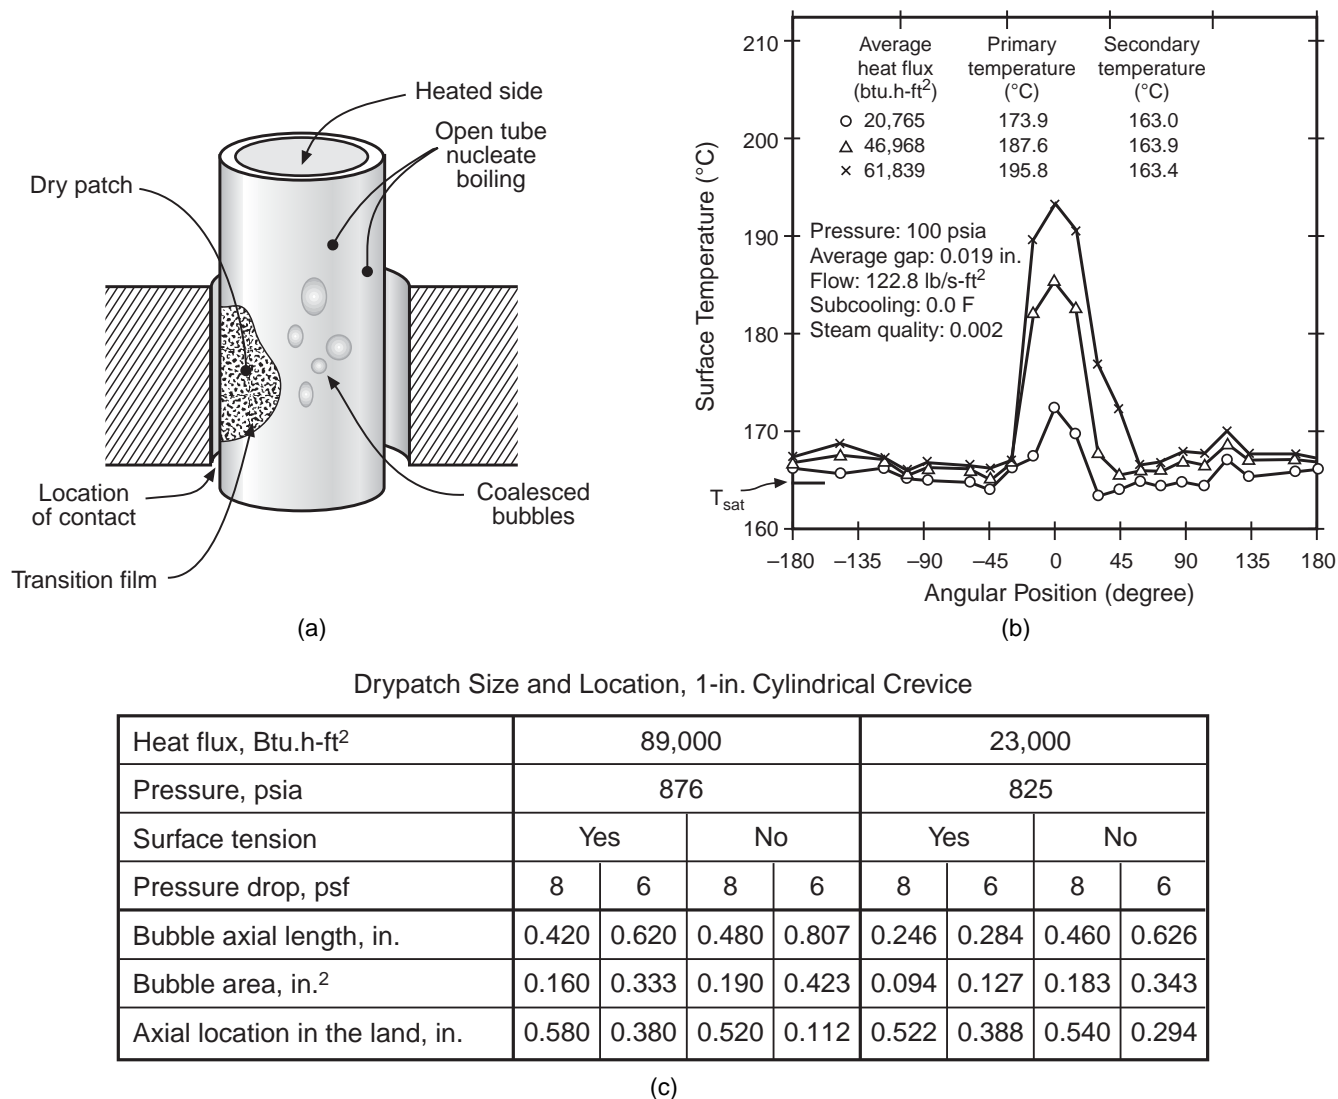 Heated side
Open tube
nucleate
boiling
Dry patch
Location
of contact
Coalesced
bubbles
Transition film
(a)
Surface Temperature (°C)
210
200
190
180
170
160
T_sat
Average
heat flux
(btu.h-ft²)
Primary
temperature
(°C)
Secondary
temperature
(°C)
20,765 173.9 163.0
46,968 187.6 163.9
61,839 195.8 163.4
Pressure: 100 psia
Average gap: 0.019 in.
Flow: 122.8 lb/s-ft²
Subcooling: 0.0 F
Steam quality: 0.002
–180 –135 –90 –45 0 45 90 135 180
Angular Position (degree)
(b)
Drypatch Size and Location, 1-in. Cylindrical Crevice
Heat flux, Btu.h-ft² 89,000 23,000
Pressure, psia 876 825
Surface tension Yes No Yes No
Pressure drop, psf 8 6 8 6 8 6 8 6
Bubble axial length, in. 0.420 0.620 0.480 0.807 0.246 0.284 0.460 0.626
Bubble area, in.² 0.160 0.333 0.190 0.423 0.094 0.127 0.183 0.343
Axial location in the land, in. 0.580 0.380 0.520 0.112 0.522 0.388 0.540 0.294
(c)